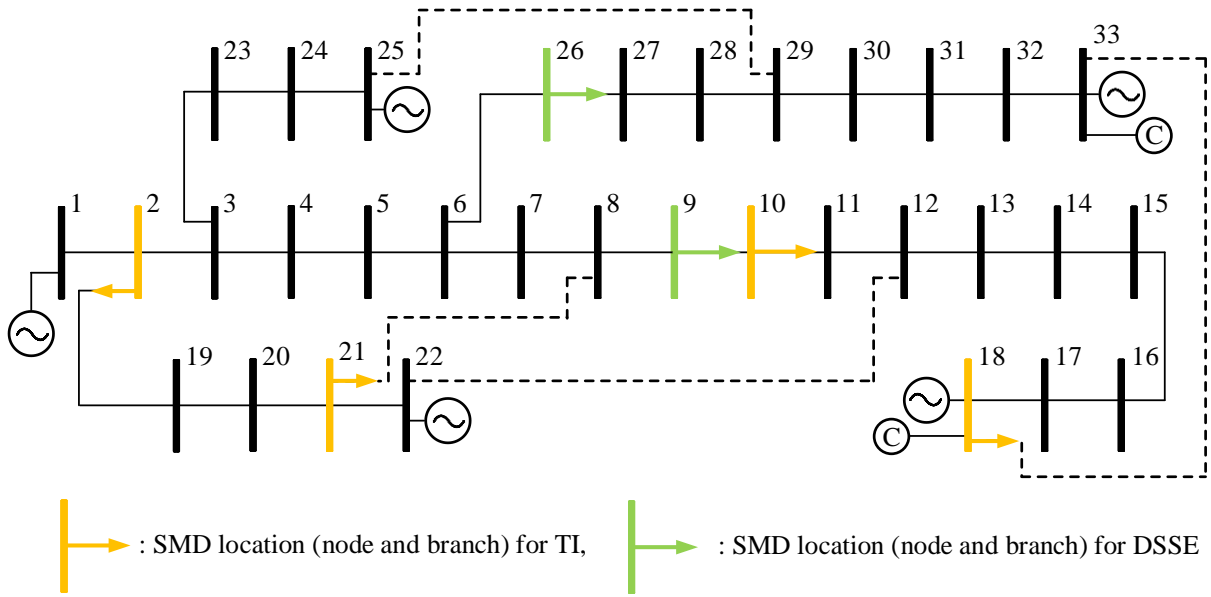 33
23 24 25 26 27 28 29 30 31 32
C
1 2 3 4 5 6 7 8 9 10 11 12 13 14 15
19 20 21 22 18 17 16
C
: SMD location (node and branch) for TI, : SMD location (node and branch) for DSSE